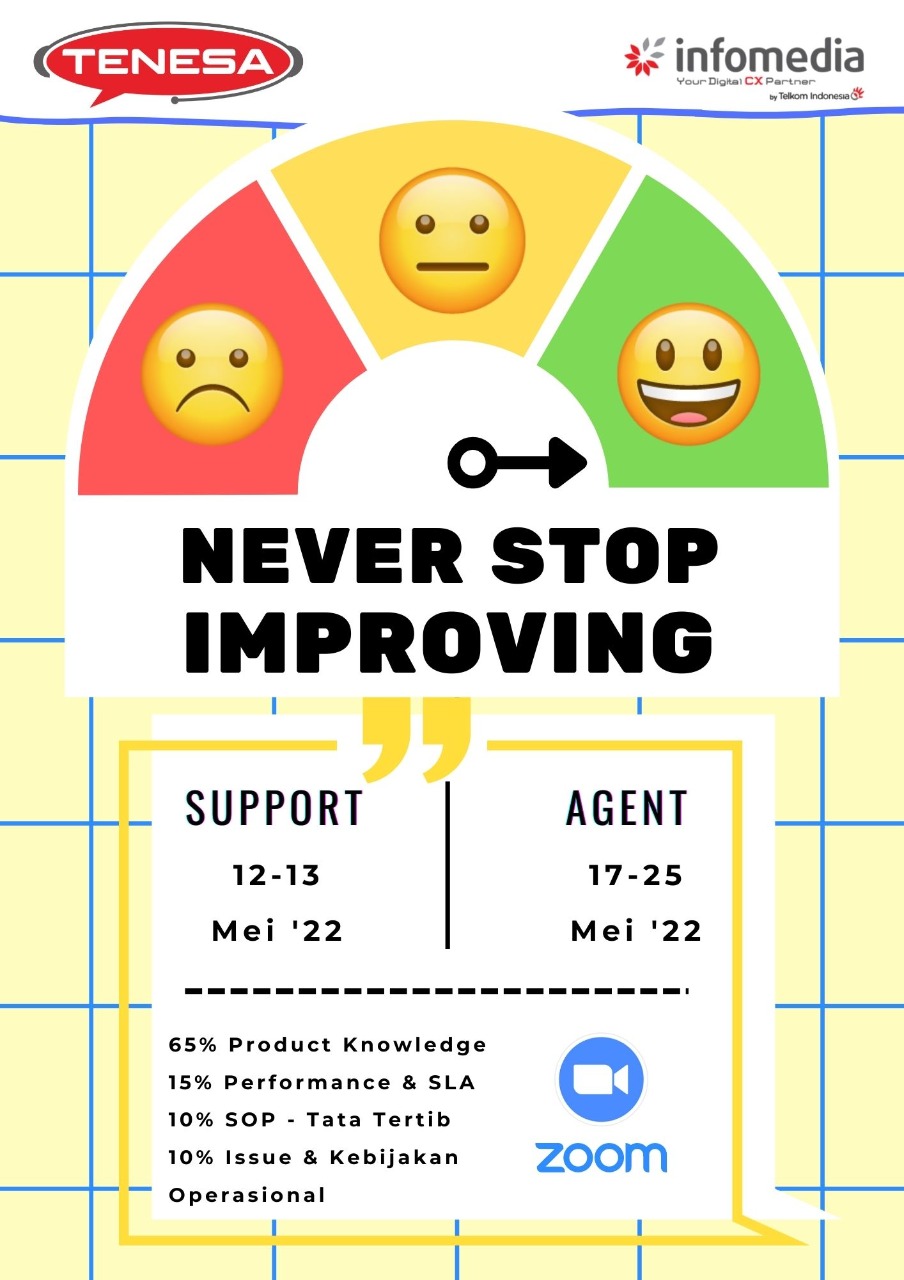 TENESA
infomedia
Your Digital CX Partner
by Telkom Indonesia
NEVER STOP
IMPROVING
SUPPORT
12-13
Mei '22
AGENT
17-25
Mei '22
65% Product Knowledge
15% Performance & SLA
10% SOP - Tata Tertib
10% Issue & Kebijakan
Operasional
zoom